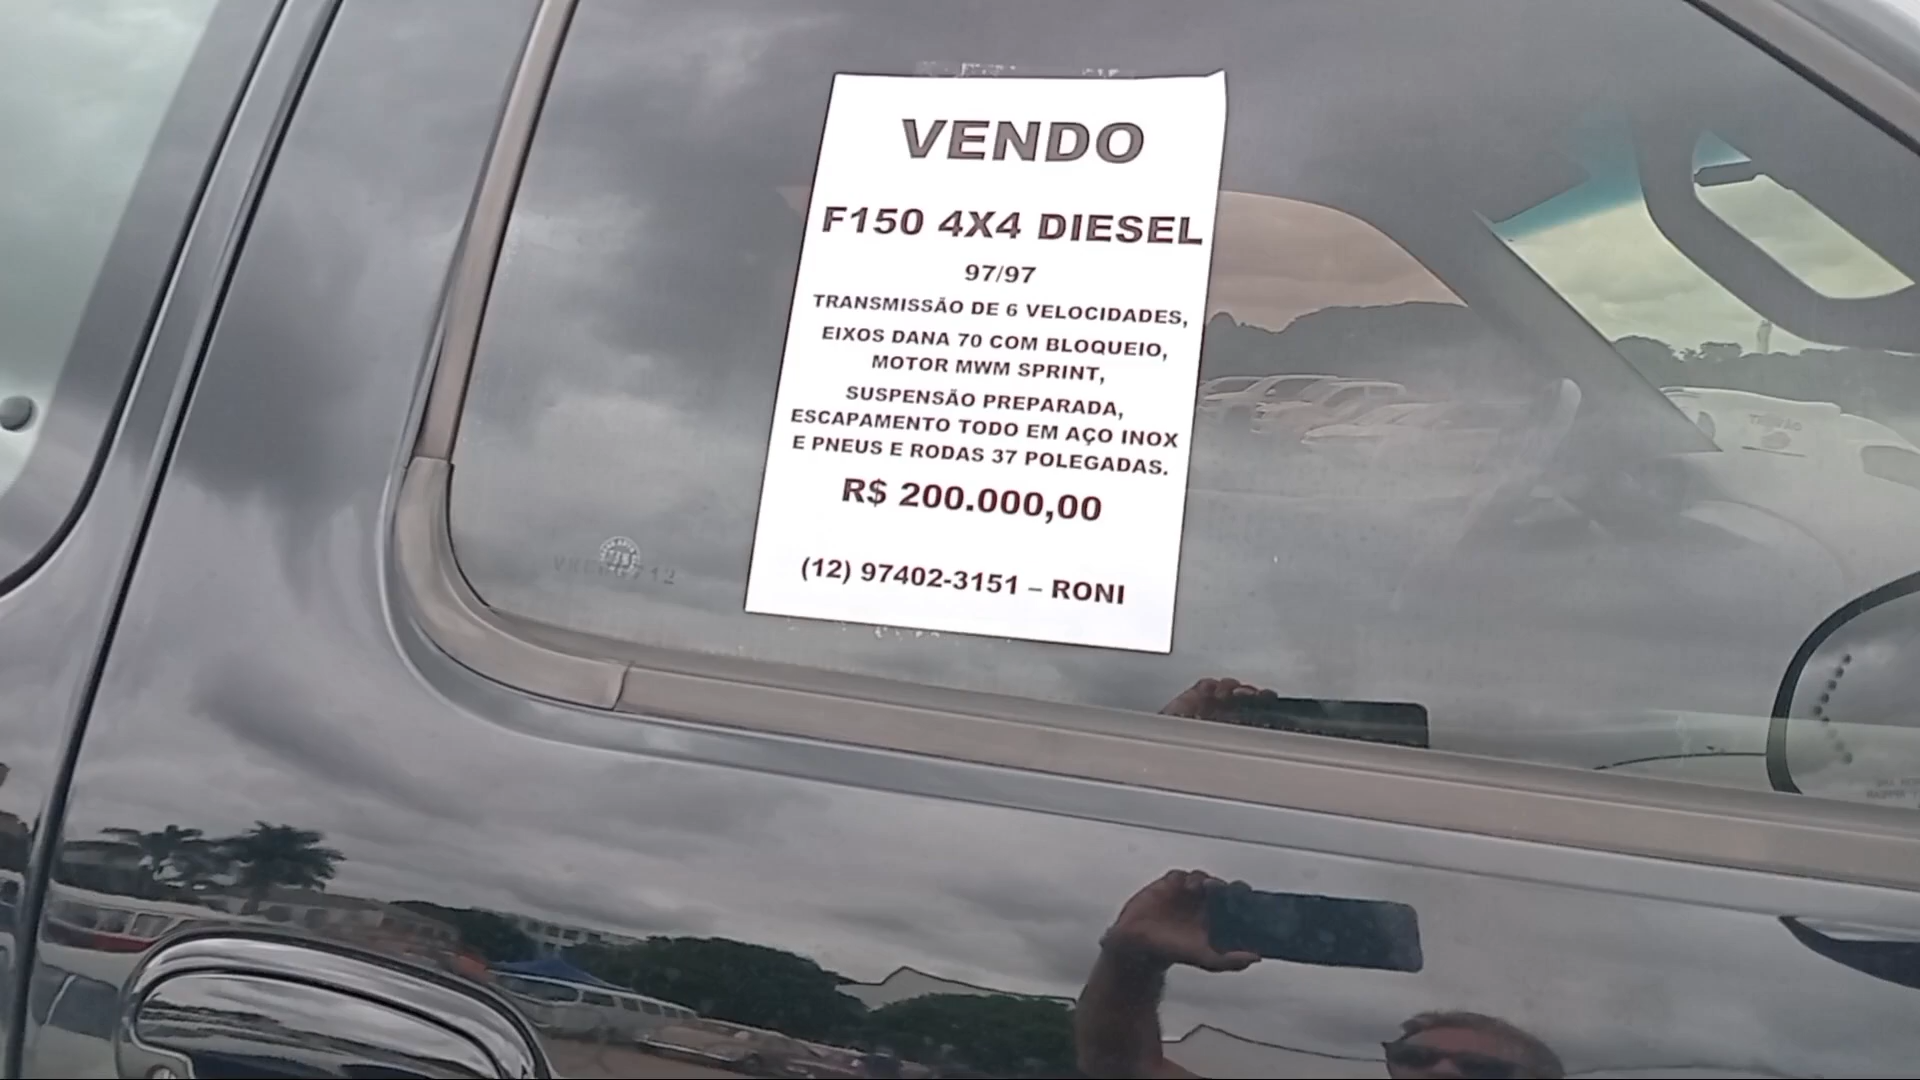 VENDO
F150 4X4 DIESEL
97/97
TRANSMISSÃO DE 6 VELOCIDADES,
EIXOS DANA 70 COM BLOQUEIO,
MOTOR MWM SPRINT,
SUSPENSÃO PREPARADA,
ESCAPAMENTO TODO EM AÇO INOX
E PNEUS E RODAS 37 POLEGADAS.
R$ 200.000,00
(12) 97402-3151 – RONI